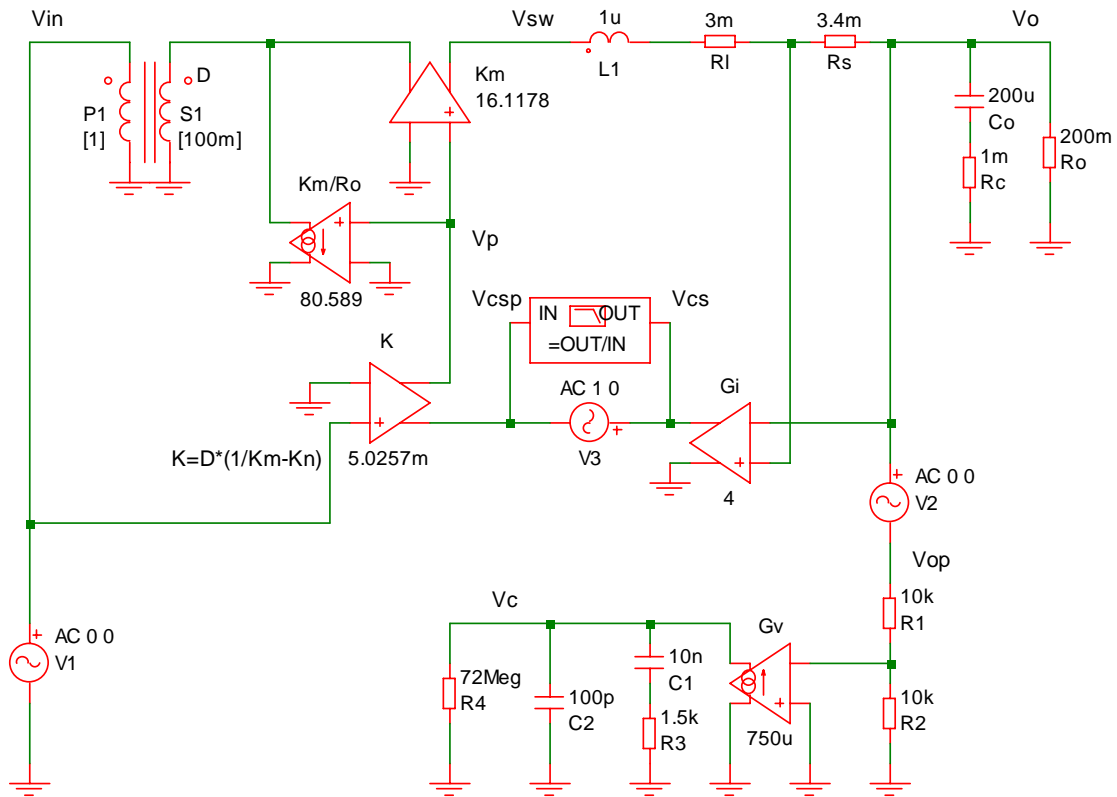 Vin
Vsw
1u
L1
3m
Rl
3.4m
Rs
Vo
P1
[1]
D
S1
[100m]
Km
16.1178
+
200u
Co
1m
Rc
200m
Ro
Km/Ro
+
80.589
Vp
Vcsp
IN
OUT
=OUT/IN
Vcs
K
+
5.0257m
K=D*(1/Km-Kn)
AC 1 0
+
V3
Gi
+
4
+
AC 0 0
V2
Vop
10k
R1
10k
R2
Vc
Gv
+
750u
72Meg
R4
100p
C2
10n
C1
1.5k
R3
+
AC 0 0
V1